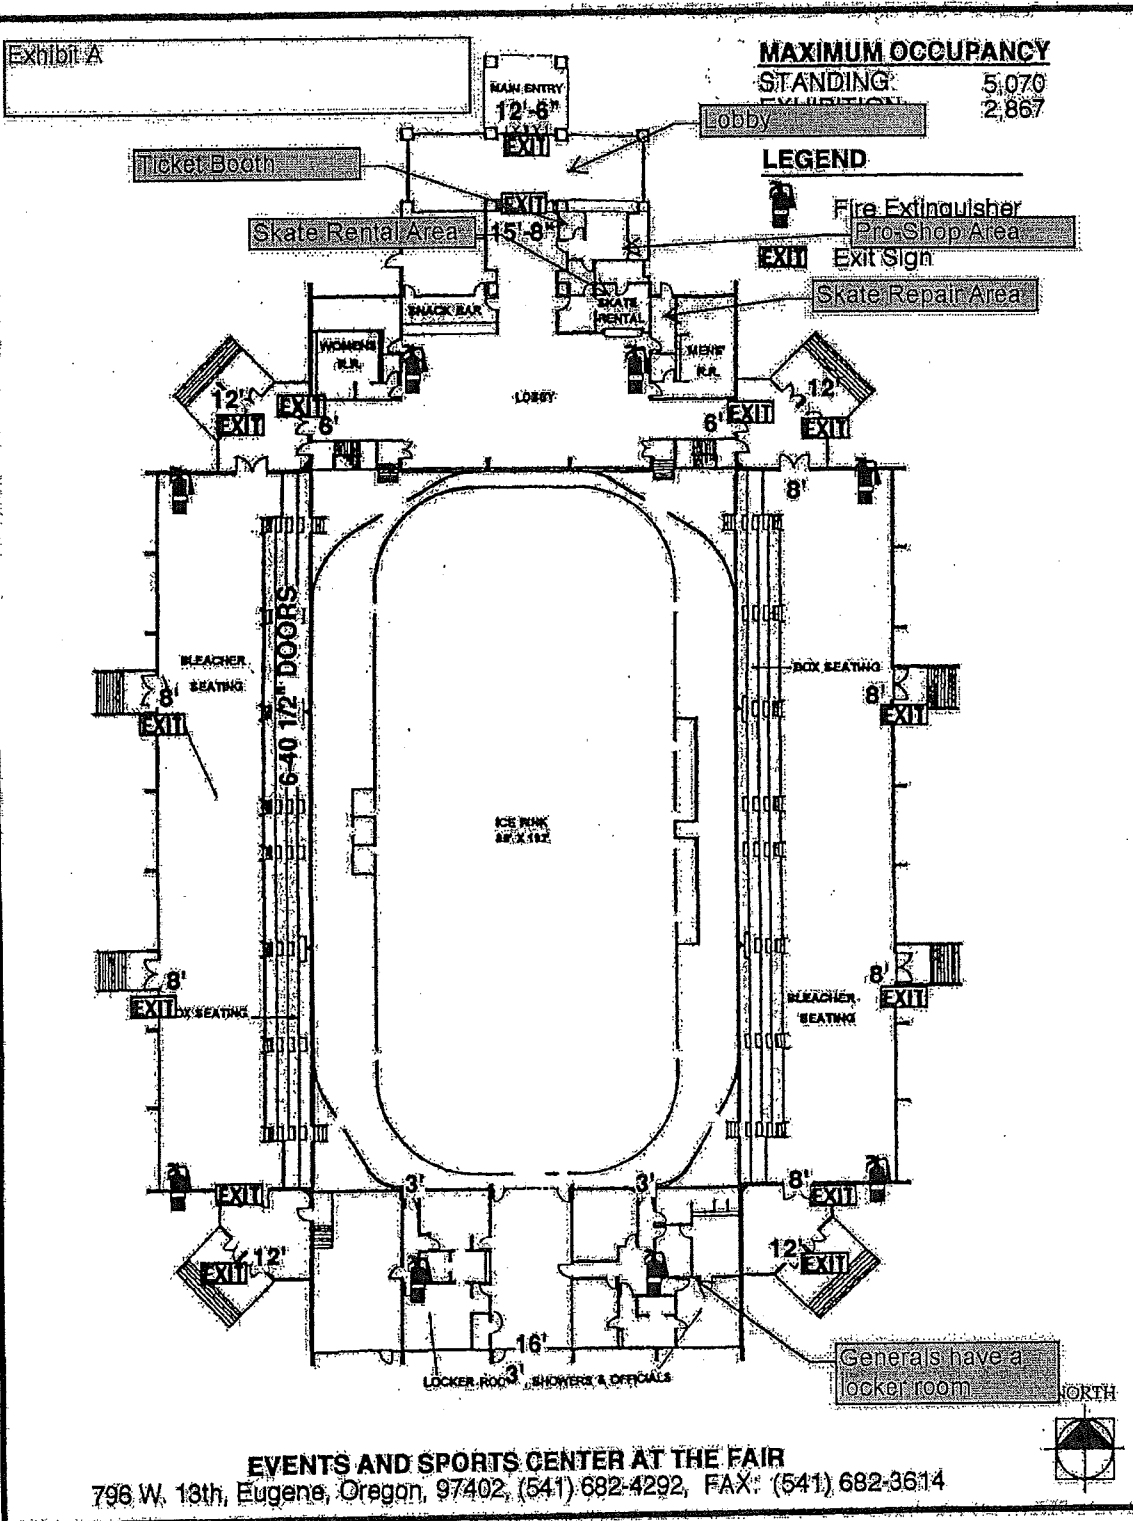 Exhibit A
MAXIMUM OCCUPANCY
STANDING 5,070
EXHIBITION 2,867
MAIN ENTRY
12'-6"
EXIT
Lobby
LEGEND
Ticket Booth
Fire Extinguisher
EXIT
Skate Rental Area
15'-8"
Pro-Shop Area
EXIT Exit Sign
Skate Repair Area
SNACK BAR
SKATE
RENTAL
WOMENS
R.R.
MENS'
R.R.
LOBBY
12'
EXIT
EXIT
6'
6'
EXIT
12'
EXIT
8'
6-40 1/2" DOORS
BLEACHER
SEATING
BOX SEATING
8'
EXIT
8'
EXIT
ICE RINK
8'
EXIT
BOX SEATING
BLEACHER
SEATING
8'
EXIT
EXIT
3'
3'
8'
EXIT
12'
EXIT
12'
EXIT
16'
3'
LOCKER ROOM, SHOWERS & OFFICIALS
Generals have a
locker room
NORTH
EVENTS AND SPORTS CENTER AT THE FAIR
796 W. 13th, Eugene, Oregon, 97402, (541) 682-4292, FAX: (541) 682-3614